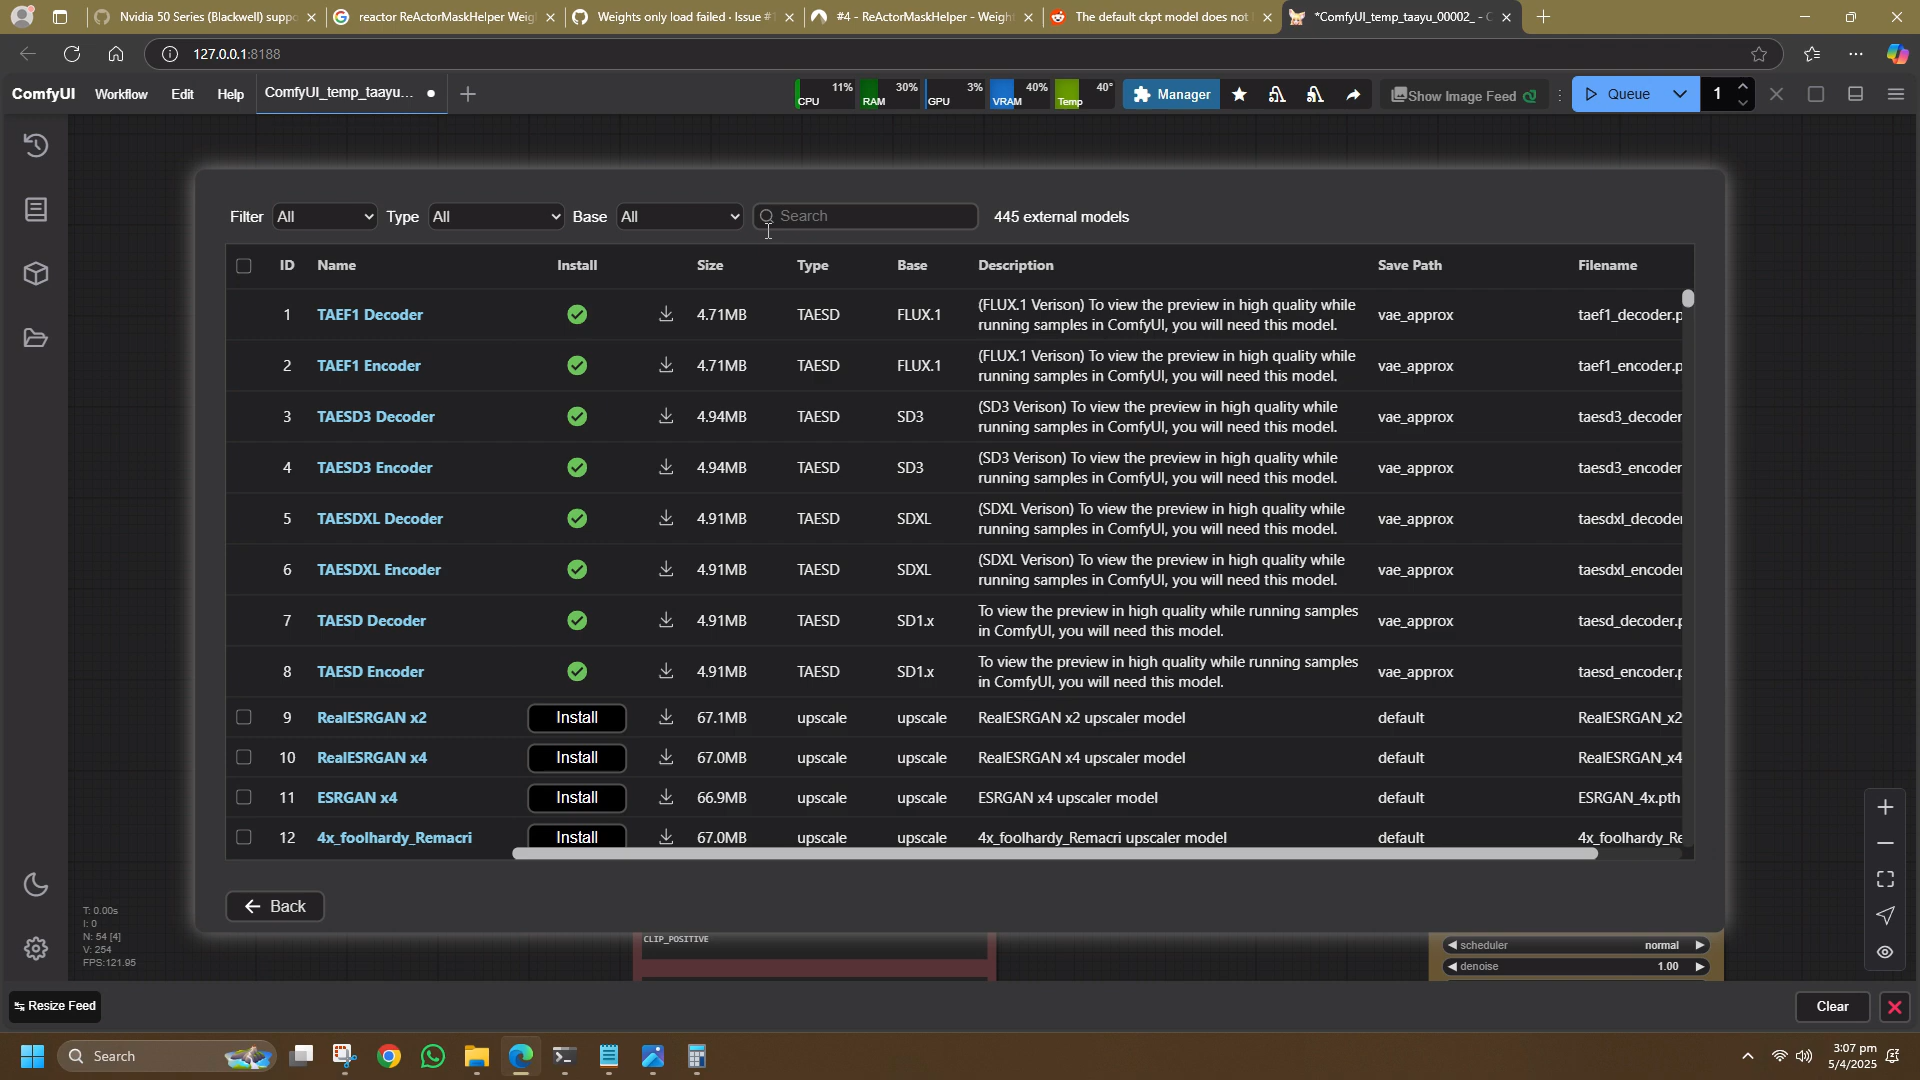 Nvidia 50 Series (Blackwell) suppo
reactor ReActorMaskHelper Weig
Weights only load failed · Issue #1
#4 - ReActorMaskHelper - Weigh
The default ckpt model does not
*ComfyUI_temp_taayu_00002_ - C
127.0.0.1:8188
ComfyUI
Workflow
Edit
Help
ComfyUI_temp_taayu...
CPU 11%
RAM 30%
GPU 3%
VRAM 40%
Temp 40°
Manager
Show Image Feed
Queue
1
Filter All Type All Base All Search 445 external models
ID Name Install Size Type Base Description Save Path Filename
1 TAEF1 Decoder 4.71MB TAESD FLUX.1 (FLUX.1 Verison) To view the preview in high quality while vae_approx taef1_decoder.p
running samples in ComfyUI, you will need this model.
2 TAEF1 Encoder 4.71MB TAESD FLUX.1 (FLUX.1 Verison) To view the preview in high quality while vae_approx taef1_encoder.p
running samples in ComfyUI, you will need this model.
3 TAESD3 Decoder 4.94MB TAESD SD3 (SD3 Verison) To view the preview in high quality while vae_approx taesd3_decoder
running samples in ComfyUI, you will need this model.
4 TAESD3 Encoder 4.94MB TAESD SD3 (SD3 Verison) To view the preview in high quality while vae_approx taesd3_encoder
running samples in ComfyUI, you will need this model.
5 TAESDXL Decoder 4.91MB TAESD SDXL (SDXL Verison) To view the preview in high quality while vae_approx taesdxl_decoder
running samples in ComfyUI, you will need this model.
6 TAESDXL Encoder 4.91MB TAESD SDXL (SDXL Verison) To view the preview in high quality while vae_approx taesdxl_encoder
running samples in ComfyUI, you will need this model.
7 TAESD Decoder 4.91MB TAESD SD1.x To view the preview in high quality while running samples vae_approx taesd_decoder.p
in ComfyUI, you will need this model.
8 TAESD Encoder 4.91MB TAESD SD1.x To view the preview in high quality while running samples vae_approx taesd_encoder.p
in ComfyUI, you will need this model.
9 RealESRGAN x2 Install 67.1MB upscale upscale RealESRGAN x2 upscaler model default RealESRGAN_x2
10 RealESRGAN x4 Install 67.0MB upscale upscale RealESRGAN x4 upscaler model default RealESRGAN_x4
11 ESRGAN x4 Install 66.9MB upscale upscale ESRGAN x4 upscaler model default ESRGAN_4x.pth
12 4x_foolhardy_Remacri Install 67.0MB upscale upscale 4x_foolhardy_Remacri upscaler model default 4x_foolhardy_Re
Back
T: 0.00s
I: 0
N: 54 [4]
V: 254
FPS:121.95
CLIP_POSITIVE
scheduler normal
denoise 1.00
Resize Feed
Clear
Search
3:07 pm
5/4/2025